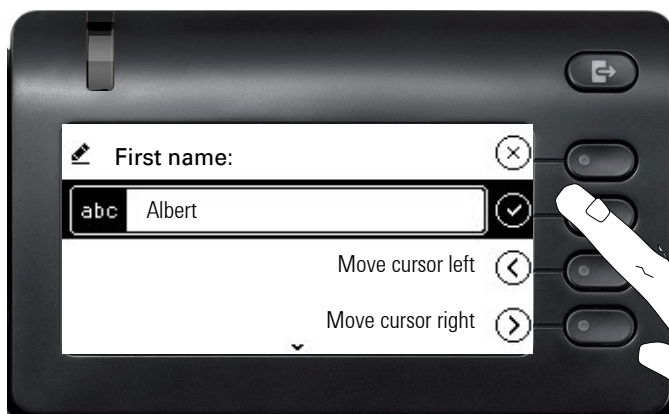 First name:
abc Albert
Move cursor left
Move cursor right